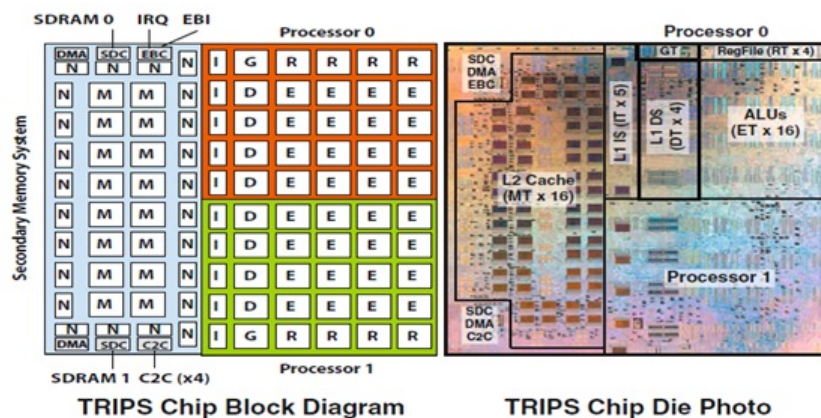 SDRAM 0 IRQ EBI
Processor 0
DMA SDC EBC
N N N N I G R R R R
N M M N I D E E E E
N M M N I D E E E E
N M M N I D E E E E
N M M N I D E E E E
N M M N I D E E E E
N M M N I D E E E E
N M M N I D E E E E
N M M N I D E E E E
N N N N I G R R R R
DMA SDC C2C
Secondary Memory System
SDRAM 1 C2C (x4)
Processor 1
TRIPS Chip Block Diagram
Processor 0
SDC
DMA
EBC
GT
RegFile (RT x 4)
L1 IS (IT x 5)
L1 DS
(DT x 4)
ALUs
(ET x 16)
L2 Cache
(MT x 16)
Processor 1
SDC
DMA
C2C
TRIPS Chip Die Photo